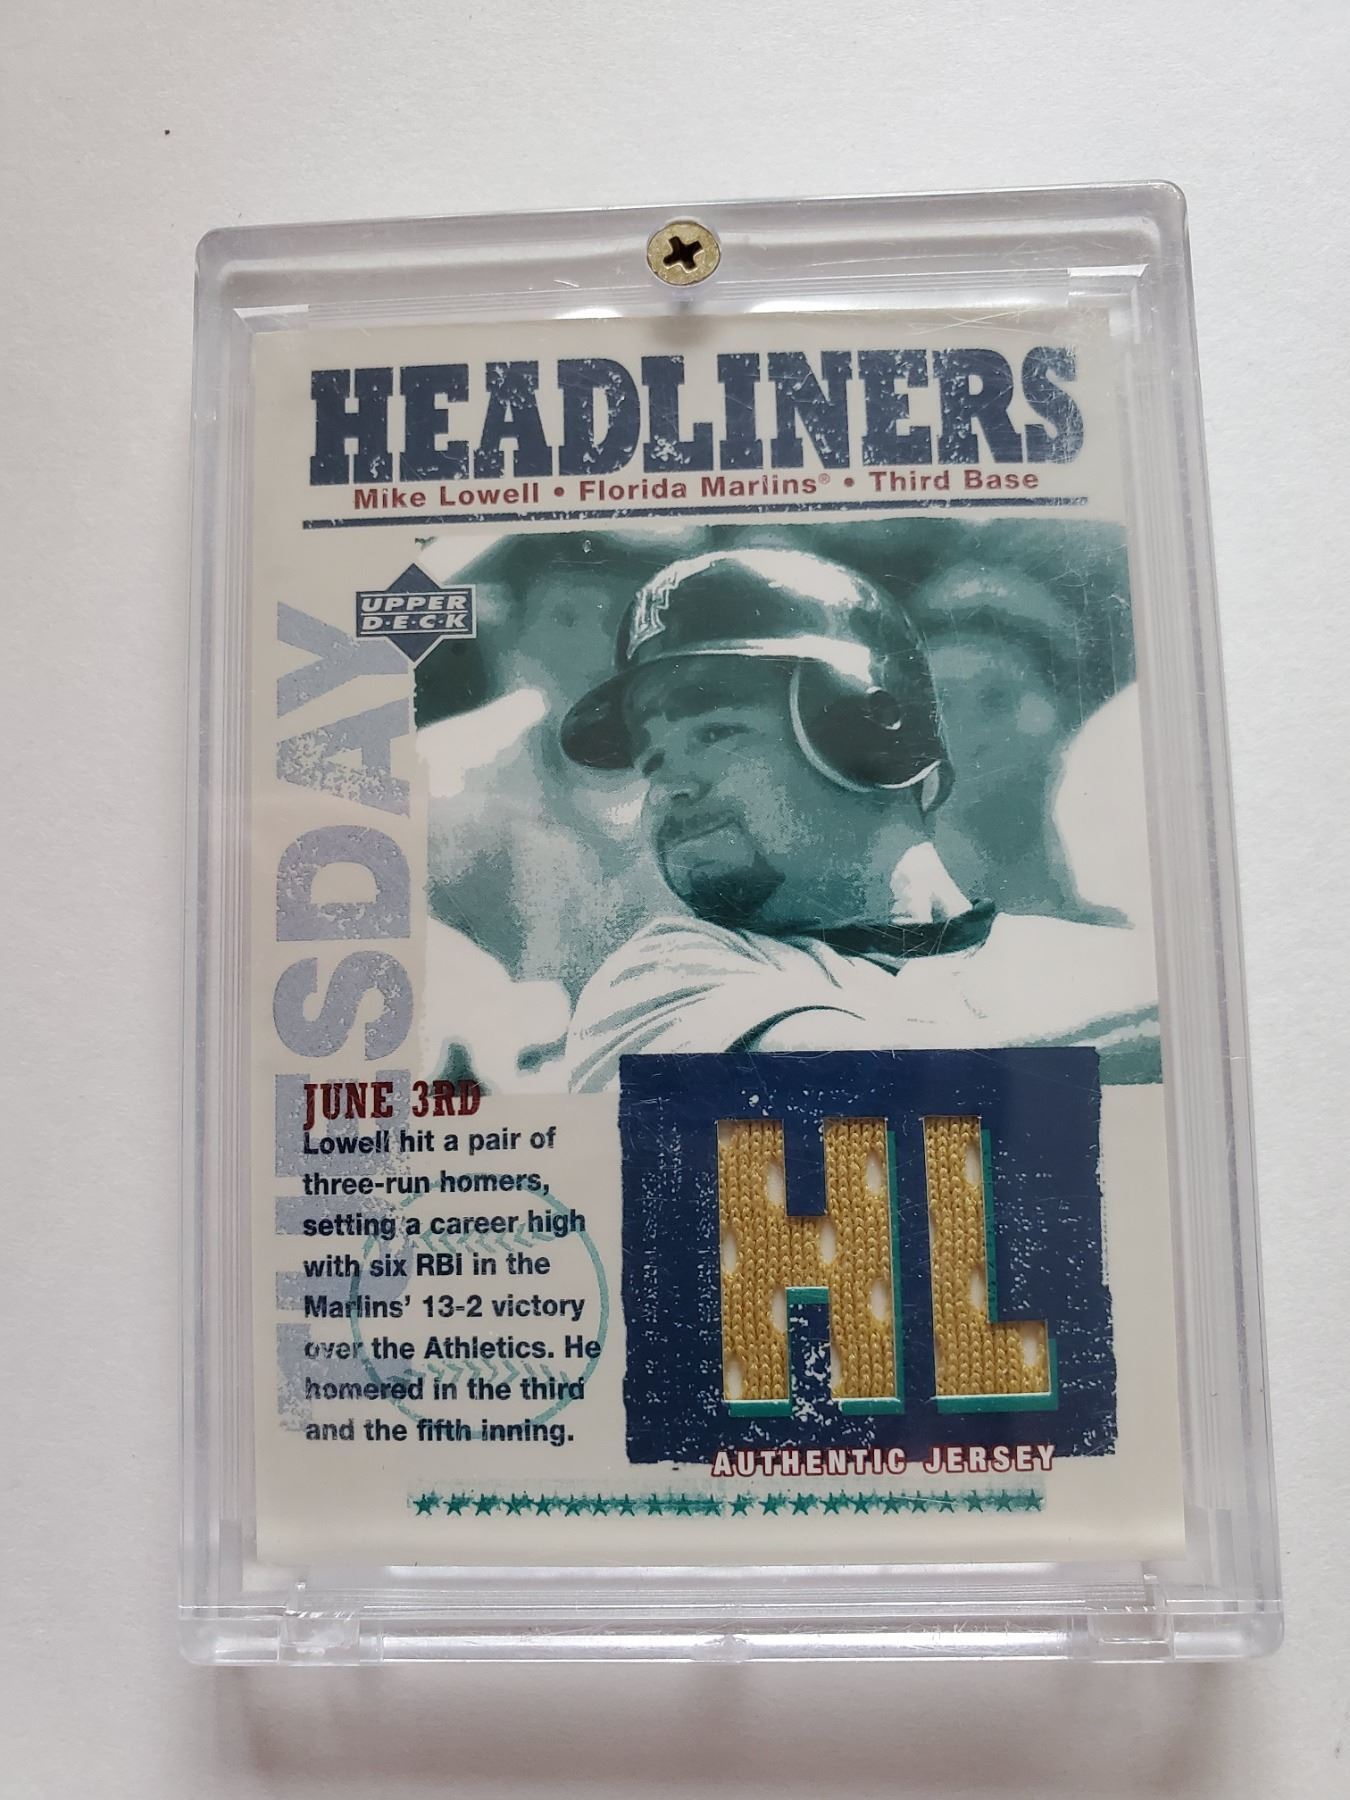 HEADLINERS
Mike Lowell • Florida Marlins® • Third Base
UPPER
D·E·C·K
TUESDAY
JUNE 3RD
Lowell hit a pair of
three-run homers,
setting a career high
with six RBI in the
Marlins' 13-2 victory
over the Athletics. He
homered in the third
and the fifth inning.
HL
AUTHENTIC JERSEY